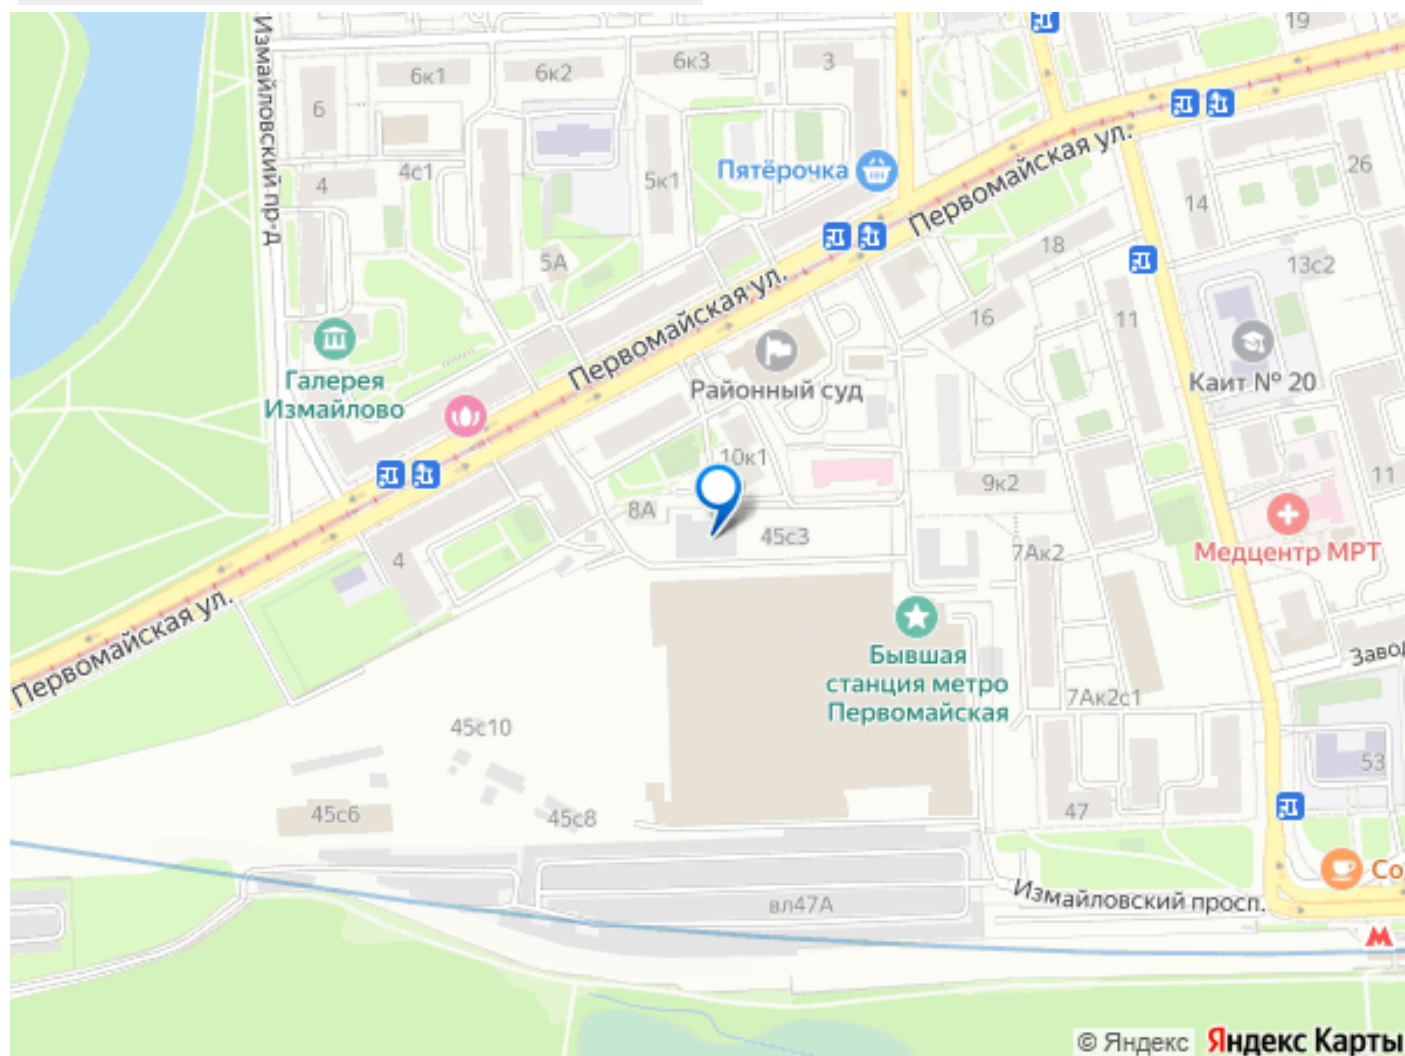 Измайловский пр-д
6
6к1
6к2
6к3
3
19
4
4с1
5к1
5А
Пятёрочка
Первомайская ул.
14
26
18
13с2
16
11
Первомайская ул.
Галерея
Измайлово
Районный суд
Каит № 20
10к1
9к2
11
8А
45с3
7Ак2
Медцентр МРТ
4
Первомайская ул.
Бывшая
станция метро
Первомайская
Завод
7Ак2с1
45с10
53
45с6
45с8
47
Со
вл47А
Измайловский просп.
© Яндекс Яндекс Карты